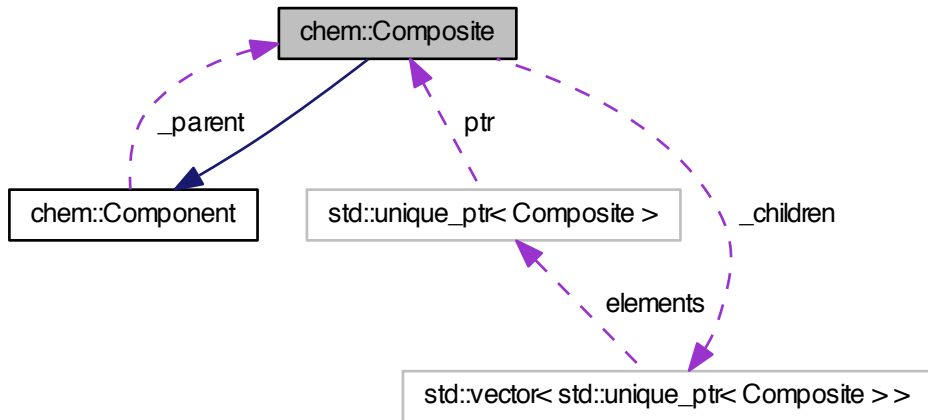 chem::Composite
_parent
ptr
chem::Component
std::unique_ptr< Composite >
_children
elements
std::vector< std::unique_ptr< Composite > >